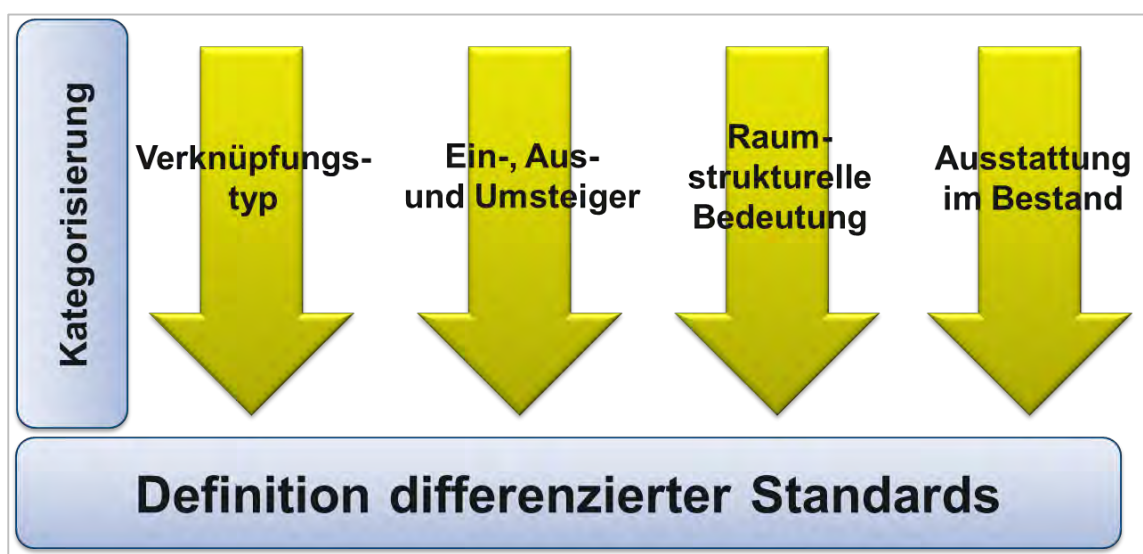 Kategorisierung
Verknüpfungs-
typ
Ein-, Aus-
und Umsteiger
Raum-
strukturelle
Bedeutung
Ausstattung
im Bestand
Definition differenzierter Standards